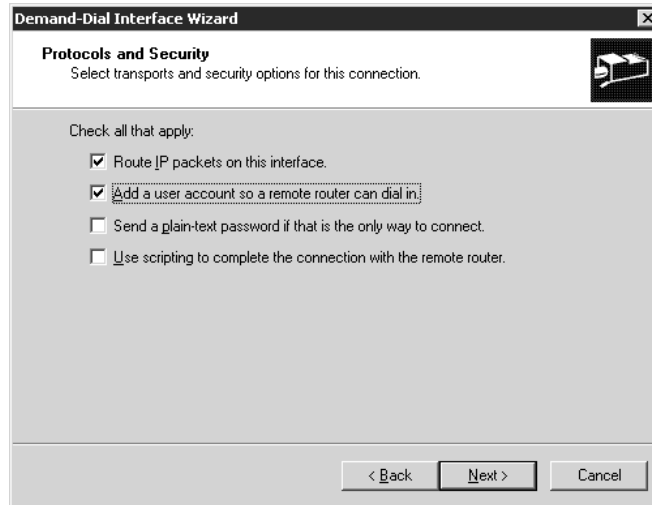 Demand-Dial Interface Wizard
Protocols and Security
Select transports and security options for this connection.
Check all that apply:
Route IP packets on this interface.
Add a user account so a remote router can dial in.
Send a plain-text password if that is the only way to connect.
Use scripting to complete the connection with the remote router.
< Back Next > Cancel